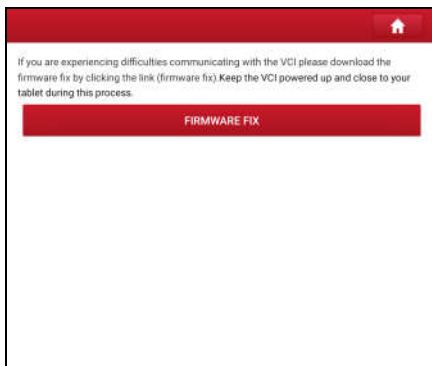 If you are experiencing difficulties communicating with the VCI please download the
firmware fix by clicking the link (firmware fix).Keep the VCI powered up and close to your
tablet during this process.
FIRMWARE FIX